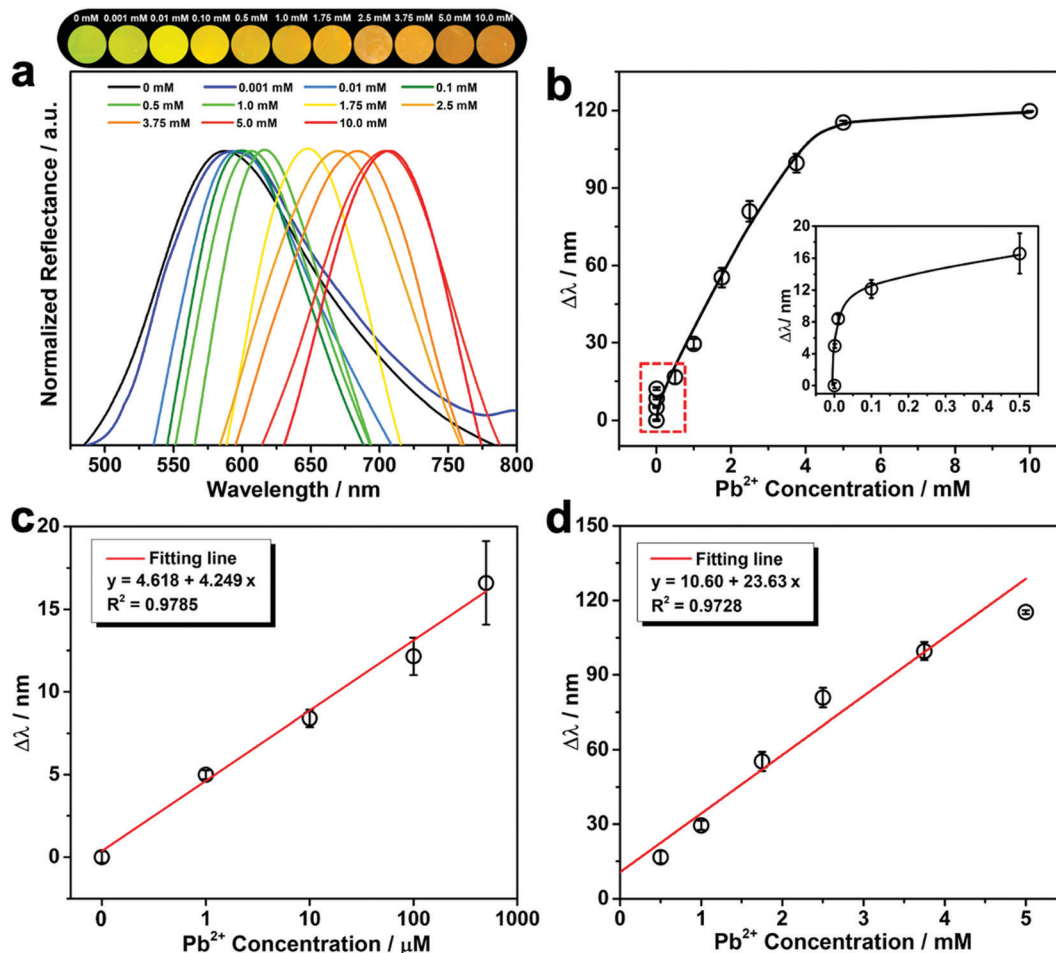 0 mM 0.001 mM 0.01 mM 0.10 mM 0.5 mM 1.0 mM 1.75 mM 2.5 mM 3.75 mM 5.0 mM 10.0 mM
a
0 mM 0.001 mM 0.01 mM 0.1 mM
0.5 mM 1.0 mM 1.75 mM 2.5 mM
3.75 mM 5.0 mM 10.0 mM
Normalized Reflectance / a.u.
500 550 600 650 700 750 800
Wavelength / nm
b
120
90
60
30
0
Δλ / nm
0 2 4 6 8 10
Pb2+ Concentration / mM
20
16
12
8
4
0
Δλ / nm
0.0 0.1 0.2 0.3 0.4 0.5
c
20
15
10
5
0
Δλ / nm
Fitting line
y = 4.618 + 4.249 x
R2 = 0.9785
0 1 10 100 1000
Pb2+ Concentration / μM
d
150
120
90
60
30
0
Δλ / nm
Fitting line
y = 10.60 + 23.63 x
R2 = 0.9728
0 1 2 3 4 5
Pb2+ Concentration / mM